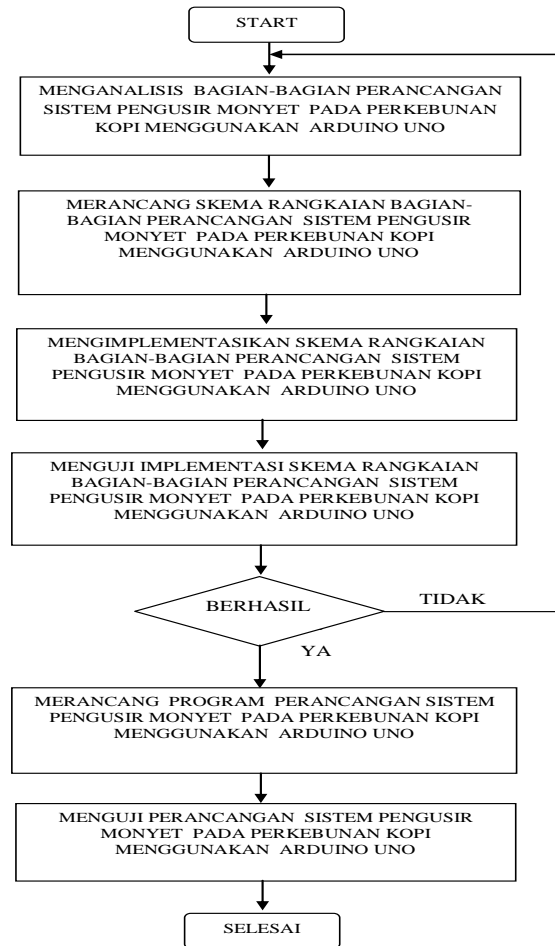 START
MENGANALISIS BAGIAN-BAGIAN PERANCANGAN
SISTEM PENGUSIR MONYET PADA PERKEBUNAN
KOPI MENGGUNAKAN ARDUINO UNO
MERANCANG SKEMA RANGKAIAN BAGIAN-
BAGIAN PERANCANGAN SISTEM PENGUSIR
MONYET PADA PERKEBUNAN KOPI
MENGGUNAKAN ARDUINO UNO
MENGIMPLEMENTASIKAN SKEMA RANGKAIAN
BAGIAN-BAGIAN PERANCANGAN SISTEM
PENGUSIR MONYET PADA PERKEBUNAN KOPI
MENGGUNAKAN ARDUINO UNO
MENGUJI IMPLEMENTASI SKEMA RANGKAIAN
BAGIAN-BAGIAN PERANCANGAN SISTEM
PENGUSIR MONYET PADA PERKEBUNAN KOPI
MENGGUNAKAN ARDUINO UNO
BERHASIL
TIDAK
YA
MERANCANG PROGRAM PERANCANGAN SISTEM
PENGUSIR MONYET PADA PERKEBUNAN KOPI
MENGGUNAKAN ARDUINO UNO
MENGUJI PERANCANGAN SISTEM PENGUSIR
MONYET PADA PERKEBUNAN KOPI
MENGGUNAKAN ARDUINO UNO
SELESAI